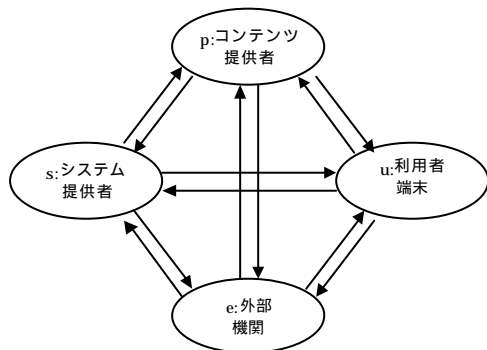 p:コンテンツ
提供者
s:システム
提供者
u:利用者
端末
e:外部
機関